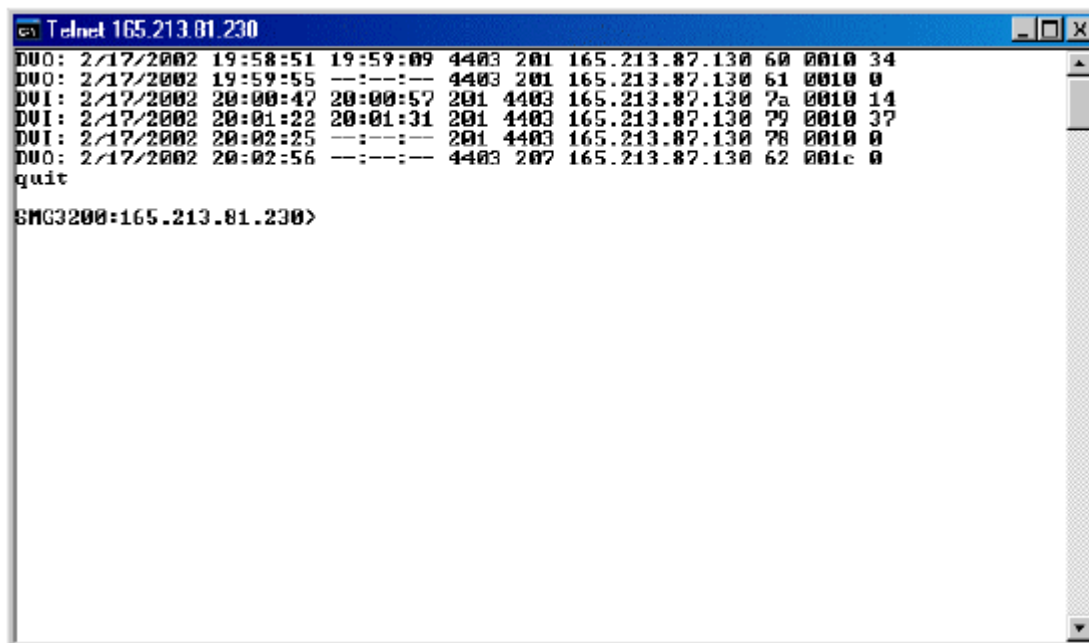 Telnet 165.213.81.230
DVO: 2/17/2002 19:58:51 19:59:09 4403 201 165.213.87.130 60 0010 34
DVO: 2/17/2002 19:59:55 --:--:-- 4403 201 165.213.87.130 61 0010 0
DVI: 2/17/2002 20:00:47 20:00:57 201 4403 165.213.87.130 7a 0010 14
DVI: 2/17/2002 20:01:22 20:01:31 201 4403 165.213.87.130 79 0010 37
DVI: 2/17/2002 20:02:25 --:--:-- 201 4403 165.213.87.130 78 0010 0
DVO: 2/17/2002 20:02:56 --:--:-- 4403 207 165.213.87.130 62 001c 0
quit
SMG3200:165.213.81.230>